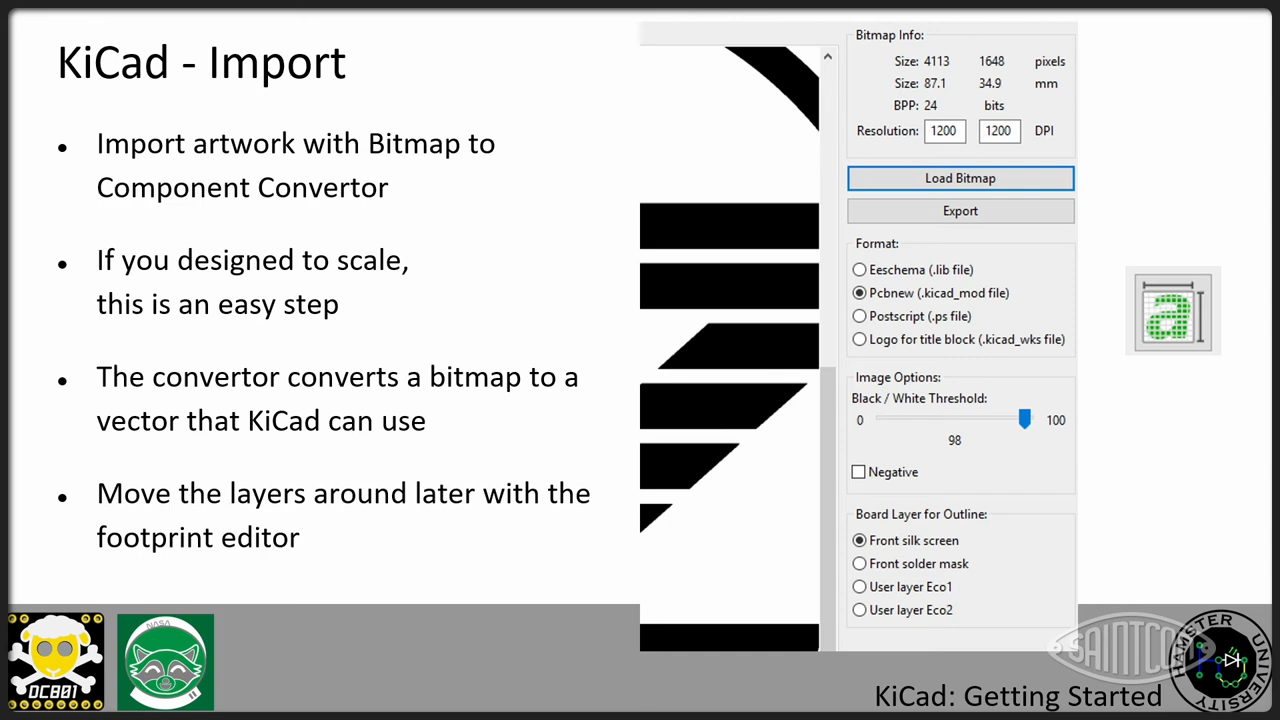 KiCad - Import
Import artwork with Bitmap to
Component Convertor
If you designed to scale,
this is an easy step
The convertor converts a bitmap to a
vector that KiCad can use
Move the layers around later with the
footprint editor
Bitmap Info:
Size: 4113 1648 pixels
Size: 87.1 34.9 mm
BPP: 24 bits
Resolution: 1200 1200 DPI
Load Bitmap
Export
Format:
Eeschema (.lib file)
Pcbnew (.kicad_mod file)
Postscript (.ps file)
Logo for title block (.kicad_wks file)
Image Options:
Black / White Threshold:
0 100
98
Negative
Board Layer for Outline:
Front silk screen
Front solder mask
User layer Eco1
User layer Eco2
a
DC801
NASA
SAINTCON
HAMSTER UNIVERSITY
KiCad: Getting Started